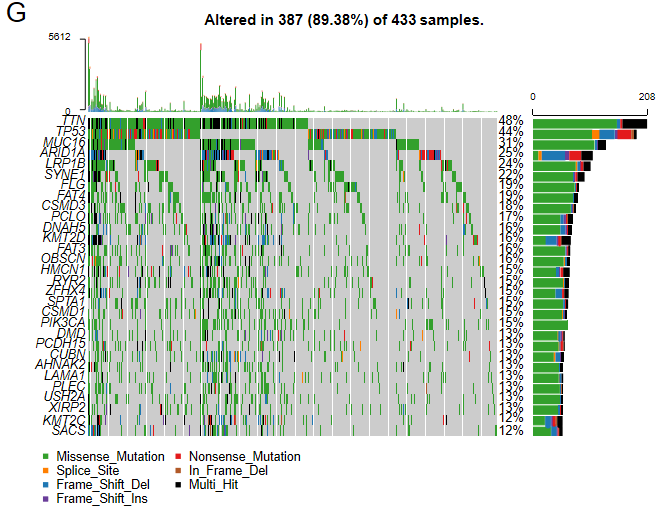 G
Altered in 387 (89.38%) of 433 samples.
5612
0
0 208
TTN 48%
TP53 44%
MUC16 31%
ARID1A 25%
LRP1B 24%
SYNE1 22%
FLG 19%
FAT4 19%
CSMD3 18%
PCLO 17%
DNAH5 16%
KMT2D 16%
FAT3 16%
OBSCN 16%
HMCN1 15%
RYR2 15%
ZFHX4 15%
SPTA1 15%
CSMD1 15%
PIK3CA 15%
DMD 13%
PCDH15 13%
CUBN 13%
AHNAK2 13%
LAMA1 13%
PLEC 13%
USH2A 13%
XIRP2 13%
KMT2C 12%
SACS 12%
Missense_Mutation Nonsense_Mutation
Splice_Site In_Frame_Del
Frame_Shift_Del Multi_Hit
Frame_Shift_Ins